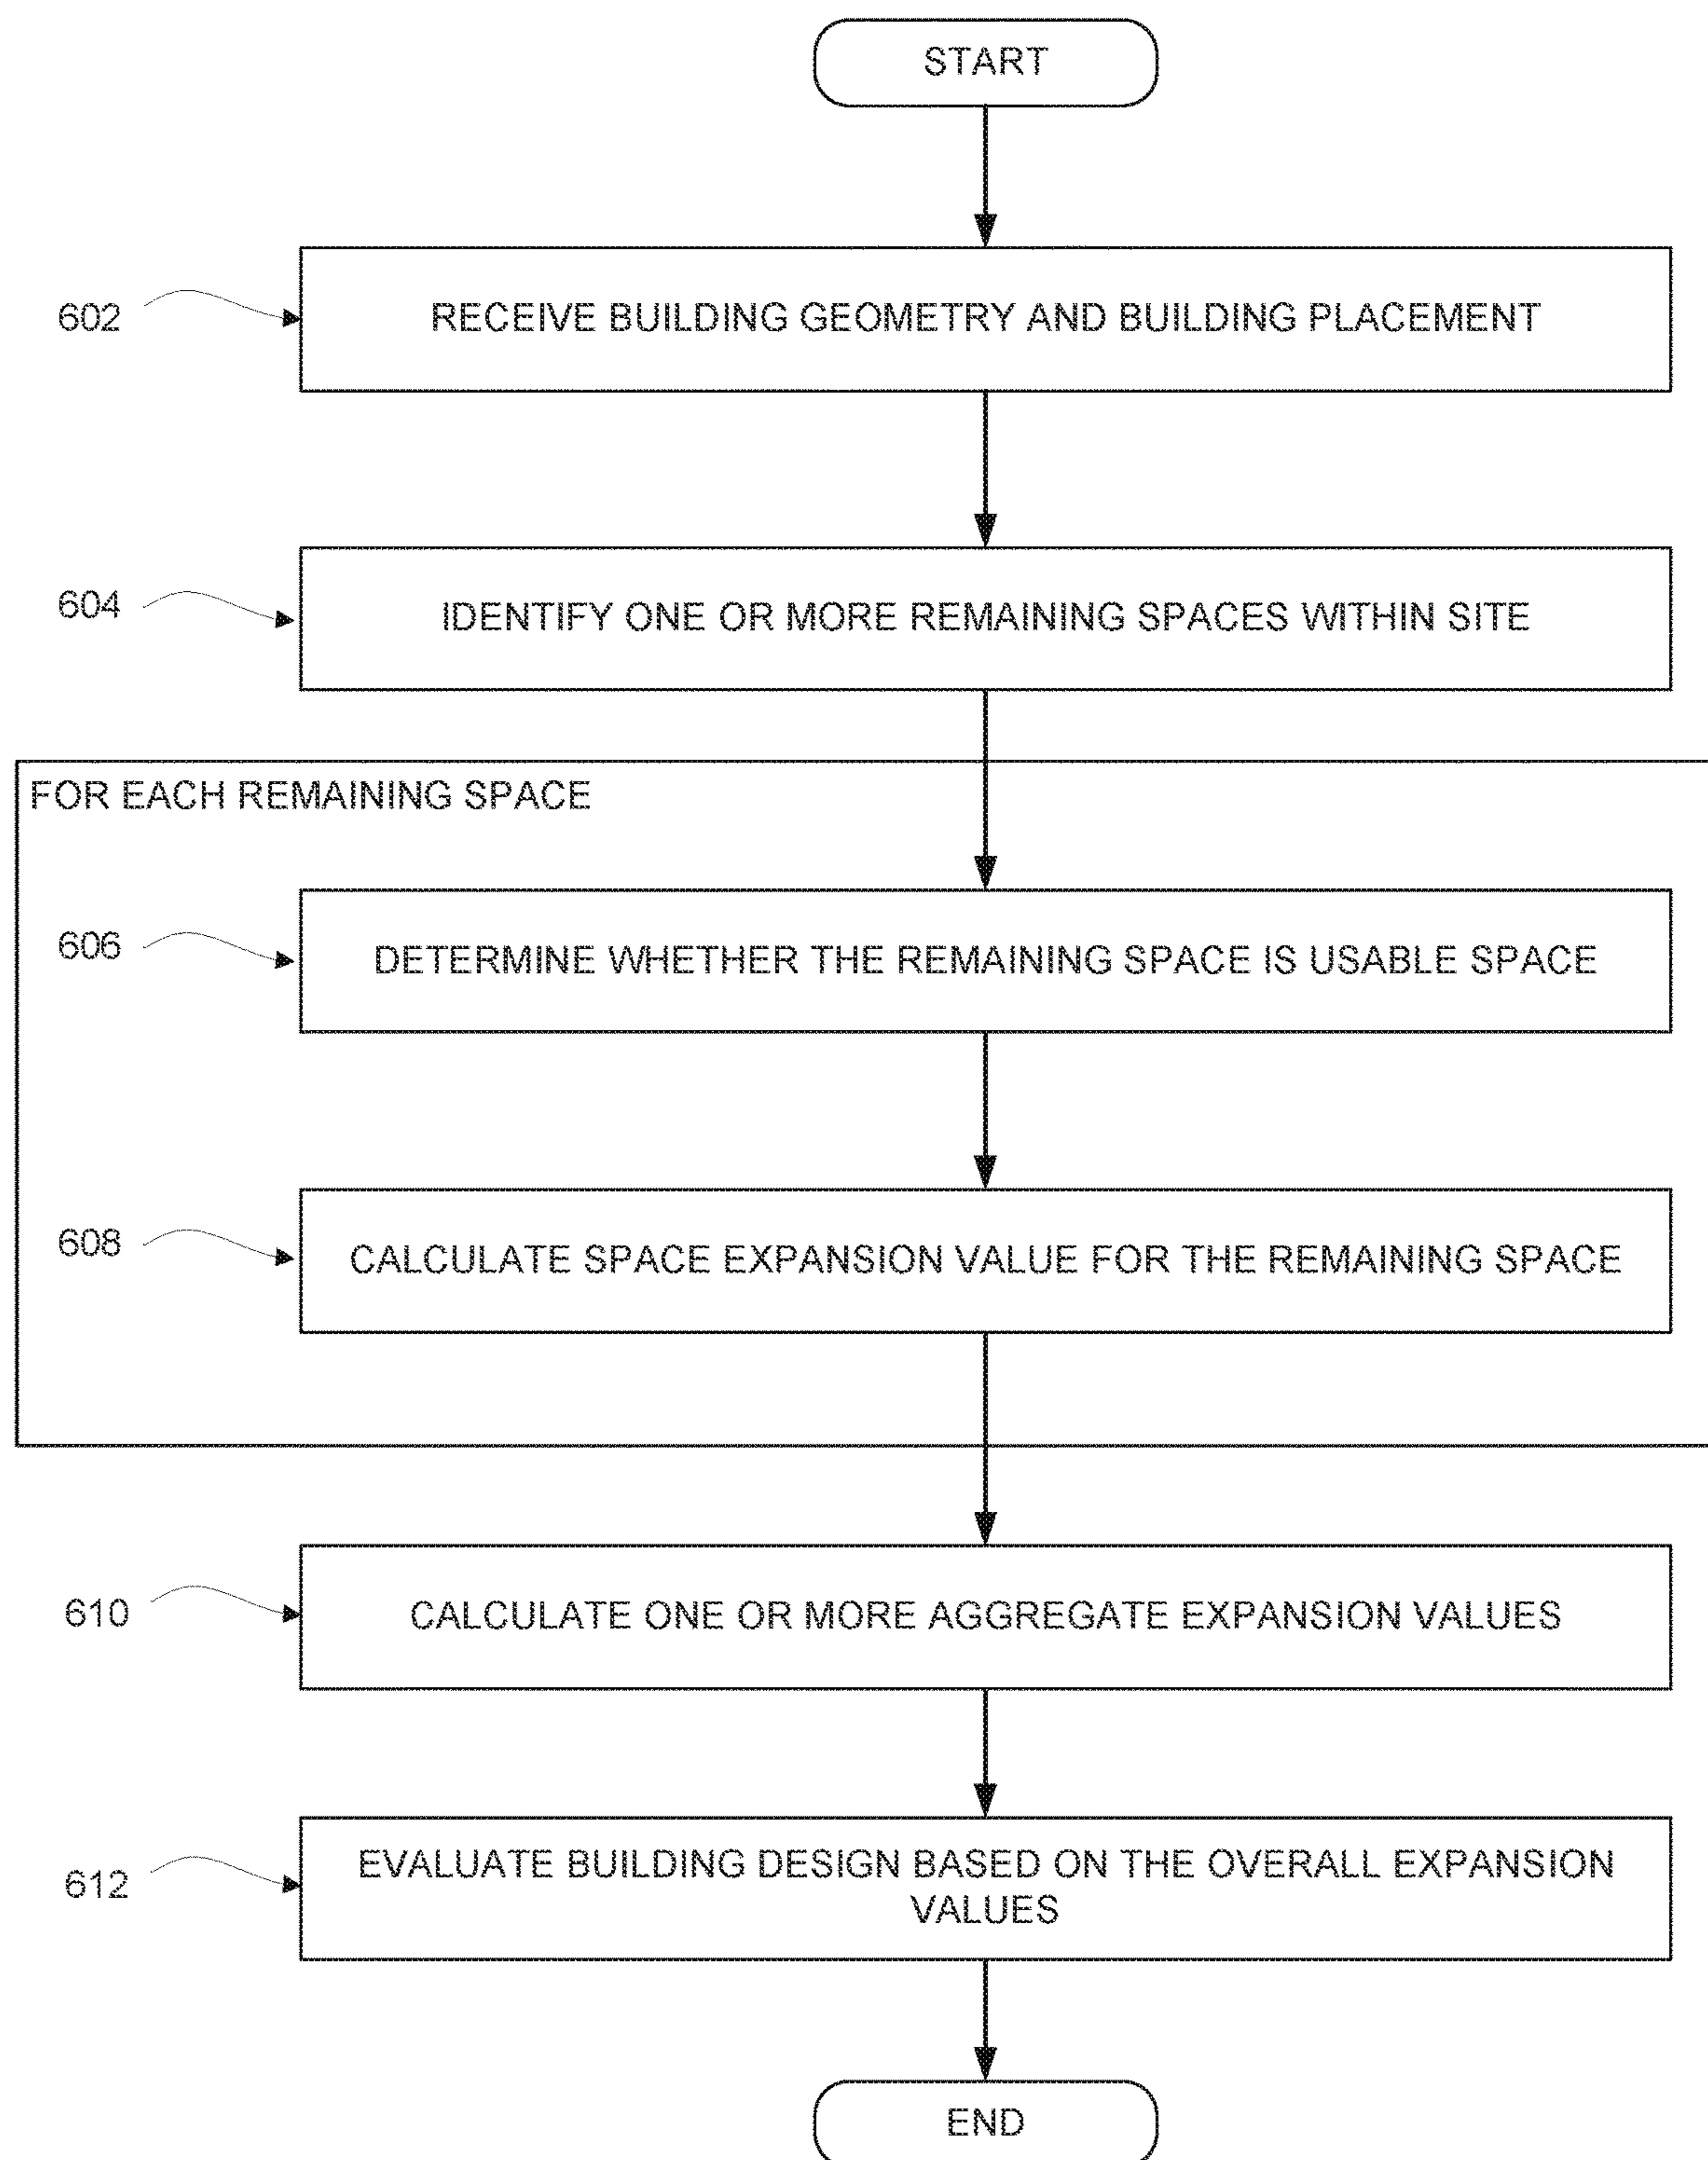 START
602
RECEIVE BUILDING GEOMETRY AND BUILDING PLACEMENT
604
IDENTIFY ONE OR MORE REMAINING SPACES WITHIN SITE
FOR EACH REMAINING SPACE
606
DETERMINE WHETHER THE REMAINING SPACE IS USABLE SPACE
608
CALCULATE SPACE EXPANSION VALUE FOR THE REMAINING SPACE
610
CALCULATE ONE OR MORE AGGREGATE EXPANSION VALUES
612
EVALUATE BUILDING DESIGN BASED ON THE OVERALL EXPANSION
VALUES
END